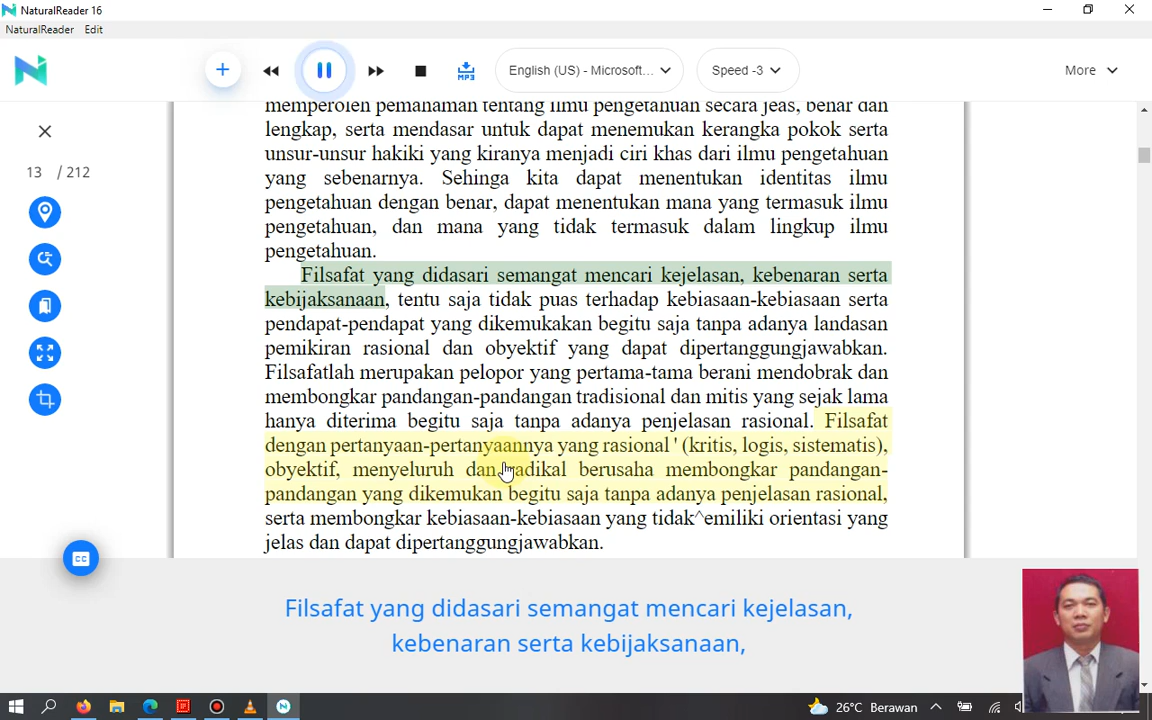 NaturalReader 16
NaturalReader Edit
English (US) - Microsoft...
Speed -3
More
13 / 212
memperoleh pemahaman tentang ilmu pengetahuan secara jeas, benar dan
lengkap, serta mendasar untuk dapat menemukan kerangka pokok serta
unsur-unsur hakiki yang kiranya menjadi ciri khas dari ilmu pengetahuan
yang sebenarnya. Sehinga kita dapat menentukan identitas ilmu
pengetahuan dengan benar, dapat menentukan mana yang termasuk ilmu
pengetahuan, dan mana yang tidak termasuk dalam lingkup ilmu
pengetahuan.
Filsafat yang didasari semangat mencari kejelasan, kebenaran serta
kebijaksanaan, tentu saja tidak puas terhadap kebiasaan-kebiasaan serta
pendapat-pendapat yang dikemukakan begitu saja tanpa adanya landasan
pemikiran rasional dan obyektif yang dapat dipertanggungjawabkan.
Filsafatlah merupakan pelopor yang pertama-tama berani mendobrak dan
membongkar pandangan-pandangan tradisional dan mitis yang sejak lama
hanya diterima begitu saja tanpa adanya penjelasan rasional. Filsafat
dengan pertanyaan-pertanyaannya yang rasional ' (kritis, logis, sistematis),
obyektif, menyeluruh dan radikal berusaha membongkar pandangan-
pandangan yang dikemukan begitu saja tanpa adanya penjelasan rasional,
serta membongkar kebiasaan-kebiasaan yang tidak^emiliki orientasi yang
jelas dan dapat dipertanggungjawabkan.
CC
Filsafat yang didasari semangat mencari kejelasan,
kebenaran serta kebijaksanaan,
MP3
26°C Berawan